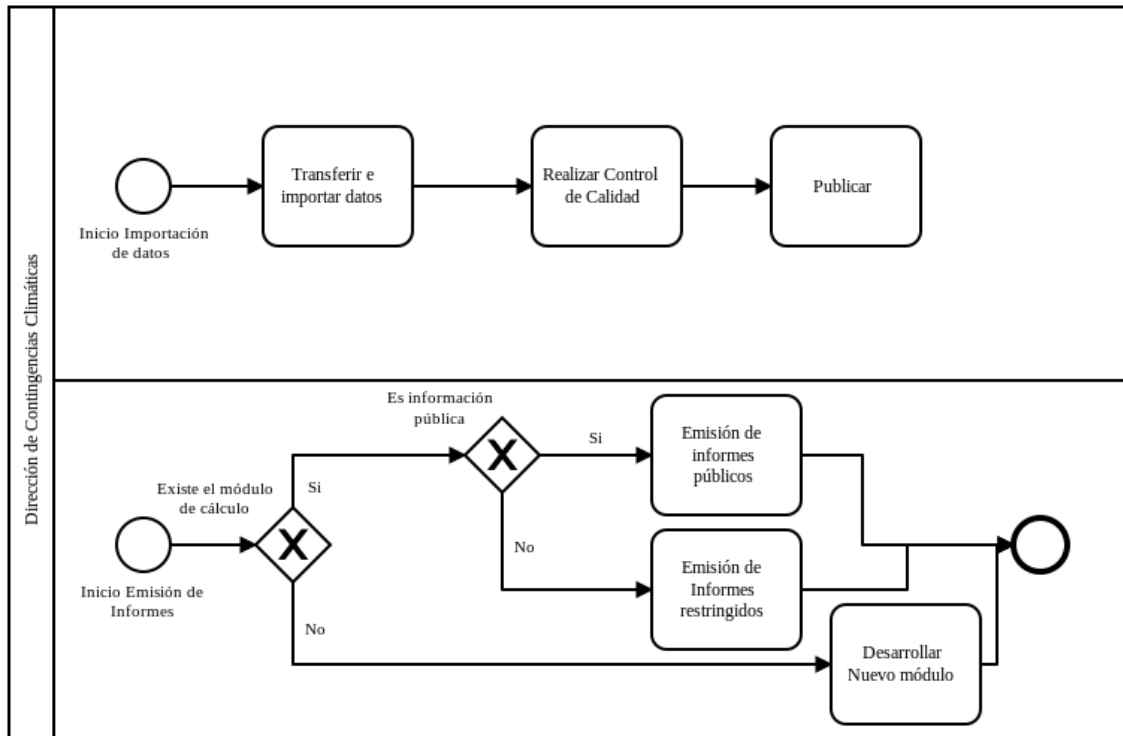 Dirección de Contingencias Climáticas
Transferir e
importar datos
Realizar Control
de Calidad
Publicar
Inicio Importación
de datos
Es información
pública
Si
Emisión de
informes
públicos
Existe el módulo
de cálculo
Si
No
Emisión de
Informes
restringidos
Inicio Emisión de
Informes
No
Desarrollar
Nuevo módulo